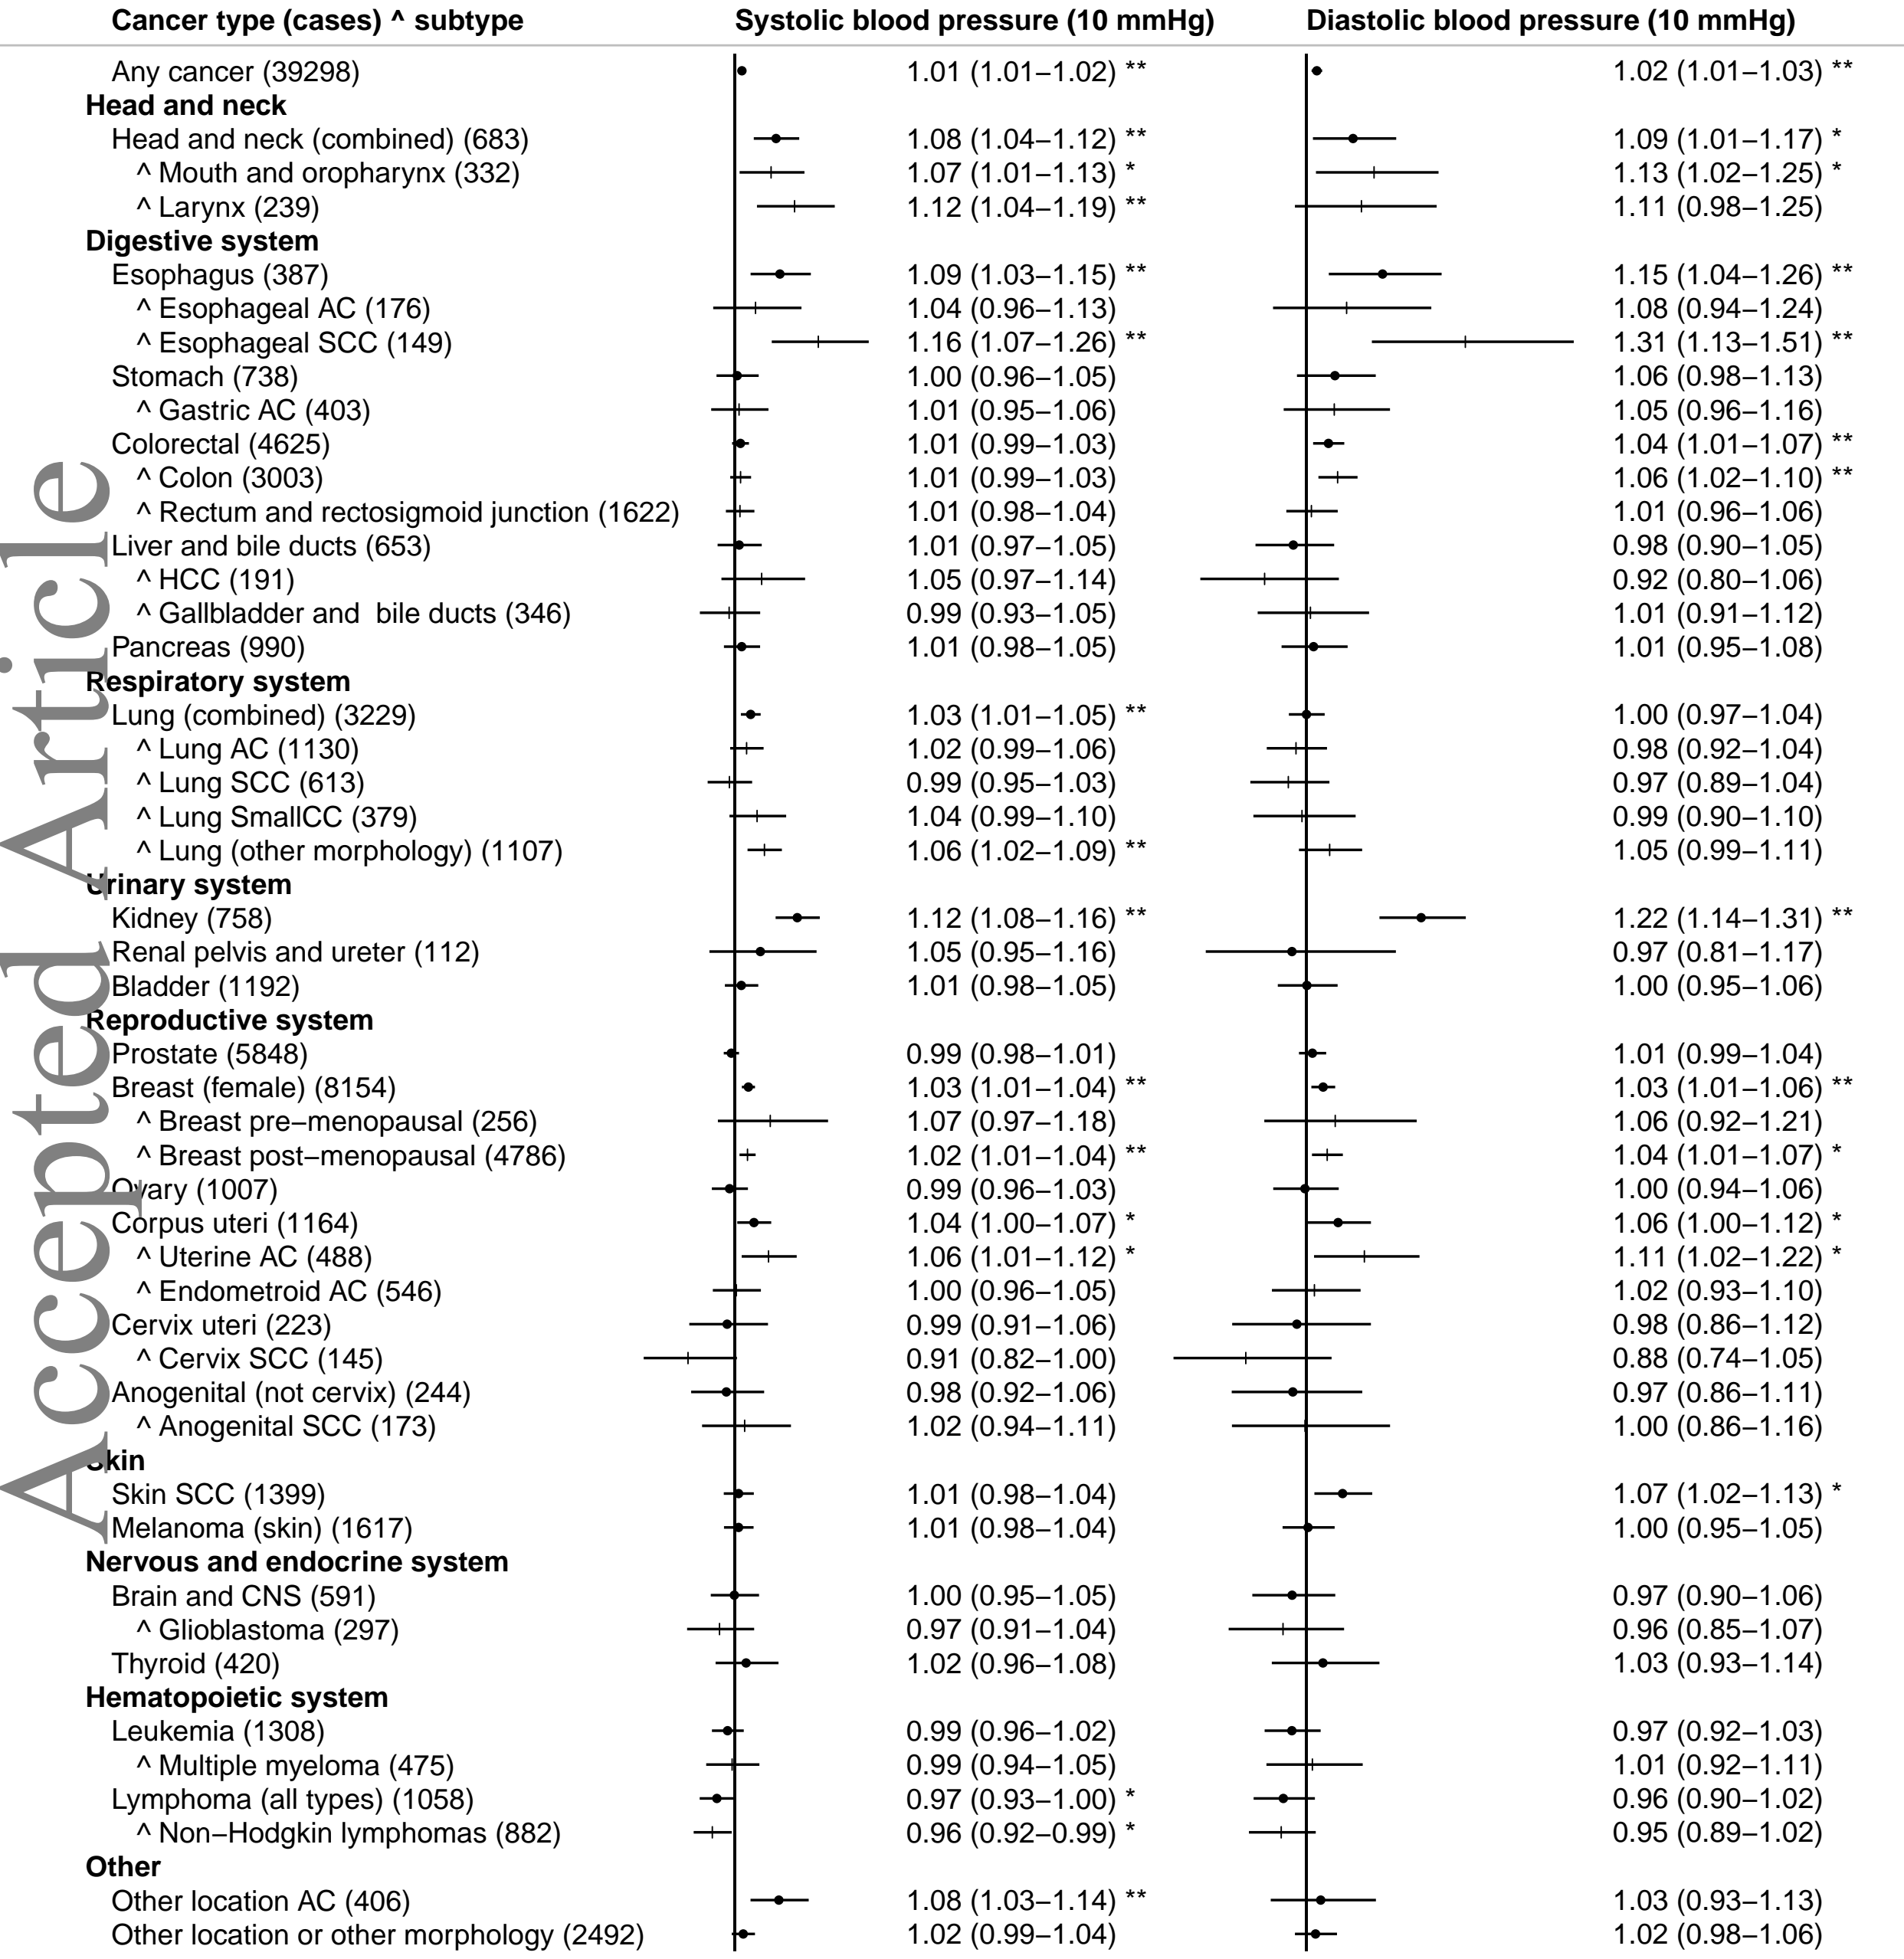 Cancer type (cases) ^ subtype Systolic blood pressure (10 mmHg) Diastolic blood pressure (10 mmHg)
Any cancer (39298) 1.01 (1.01−1.02) ** 1.02 (1.01−1.03) **
Head and neck
Head and neck (combined) (683) 1.08 (1.04−1.12) ** 1.09 (1.01−1.17) *
^ Mouth and oropharynx (332) 1.07 (1.01−1.13) * 1.13 (1.02−1.25) *
^ Larynx (239) 1.12 (1.04−1.19) ** 1.11 (0.98−1.25)
Digestive system
Esophagus (387) 1.09 (1.03−1.15) ** 1.15 (1.04−1.26) **
^ Esophageal AC (176) 1.04 (0.96−1.13) 1.08 (0.94−1.24)
^ Esophageal SCC (149) 1.16 (1.07−1.26) ** 1.31 (1.13−1.51) **
Stomach (738) 1.00 (0.96−1.05) 1.06 (0.98−1.13)
^ Gastric AC (403) 1.01 (0.95−1.06) 1.05 (0.96−1.16)
Colorectal (4625) 1.01 (0.99−1.03) 1.04 (1.01−1.07) **
^ Colon (3003) 1.01 (0.99−1.03) 1.06 (1.02−1.10) **
^ Rectum and rectosigmoid junction (1622) 1.01 (0.98−1.04) 1.01 (0.96−1.06)
Liver and bile ducts (653) 1.01 (0.97−1.05) 0.98 (0.90−1.05)
^ HCC (191) 1.05 (0.97−1.14) 0.92 (0.80−1.06)
^ Gallbladder and bile ducts (346) 0.99 (0.93−1.05) 1.01 (0.91−1.12)
Pancreas (990) 1.01 (0.98−1.05) 1.01 (0.95−1.08)
Respiratory system
Lung (combined) (3229) 1.03 (1.01−1.05) ** 1.00 (0.97−1.04)
^ Lung AC (1130) 1.02 (0.99−1.06) 0.98 (0.92−1.04)
^ Lung SCC (613) 0.99 (0.95−1.03) 0.97 (0.89−1.04)
^ Lung SmallCC (379) 1.04 (0.99−1.10) 0.99 (0.90−1.10)
^ Lung (other morphology) (1107) 1.06 (1.02−1.09) ** 1.05 (0.99−1.11)
Urinary system
Kidney (758) 1.12 (1.08−1.16) ** 1.22 (1.14−1.31) **
Renal pelvis and ureter (112) 1.05 (0.95−1.16) 0.97 (0.81−1.17)
Bladder (1192) 1.01 (0.98−1.05) 1.00 (0.95−1.06)
Reproductive system
Prostate (5848) 0.99 (0.98−1.01) 1.01 (0.99−1.04)
Breast (female) (8154) 1.03 (1.01−1.04) ** 1.03 (1.01−1.06) **
^ Breast pre−menopausal (256) 1.07 (0.97−1.18) 1.06 (0.92−1.21)
^ Breast post−menopausal (4786) 1.02 (1.01−1.04) ** 1.04 (1.01−1.07) *
Ovary (1007) 0.99 (0.96−1.03) 1.00 (0.94−1.06)
Corpus uteri (1164) 1.04 (1.00−1.07) * 1.06 (1.00−1.12) *
^ Uterine AC (488) 1.06 (1.01−1.12) * 1.11 (1.02−1.22) *
^ Endometroid AC (546) 1.00 (0.96−1.05) 1.02 (0.93−1.10)
Cervix uteri (223) 0.99 (0.91−1.06) 0.98 (0.86−1.12)
^ Cervix SCC (145) 0.91 (0.82−1.00) 0.88 (0.74−1.05)
Anogenital (not cervix) (244) 0.98 (0.92−1.06) 0.97 (0.86−1.11)
^ Anogenital SCC (173) 1.02 (0.94−1.11) 1.00 (0.86−1.16)
Skin
Skin SCC (1399) 1.01 (0.98−1.04) 1.07 (1.02−1.13) *
Melanoma (skin) (1617) 1.01 (0.98−1.04) 1.00 (0.95−1.05)
Nervous and endocrine system
Brain and CNS (591) 1.00 (0.95−1.05) 0.97 (0.90−1.06)
^ Glioblastoma (297) 0.97 (0.91−1.04) 0.96 (0.85−1.07)
Thyroid (420) 1.02 (0.96−1.08) 1.03 (0.93−1.14)
Hematopoietic system
Leukemia (1308) 0.99 (0.96−1.02) 0.97 (0.92−1.03)
^ Multiple myeloma (475) 0.99 (0.94−1.05) 1.01 (0.92−1.11)
Lymphoma (all types) (1058) 0.97 (0.93−1.00) * 0.96 (0.90−1.02)
^ Non−Hodgkin lymphomas (882) 0.96 (0.92−0.99) * 0.95 (0.89−1.02)
Other
Other location AC (406) 1.08 (1.03−1.14) ** 1.03 (0.93−1.13)
Other location or other morphology (2492) 1.02 (0.99−1.04) 1.02 (0.98−1.06)
Accepted Article